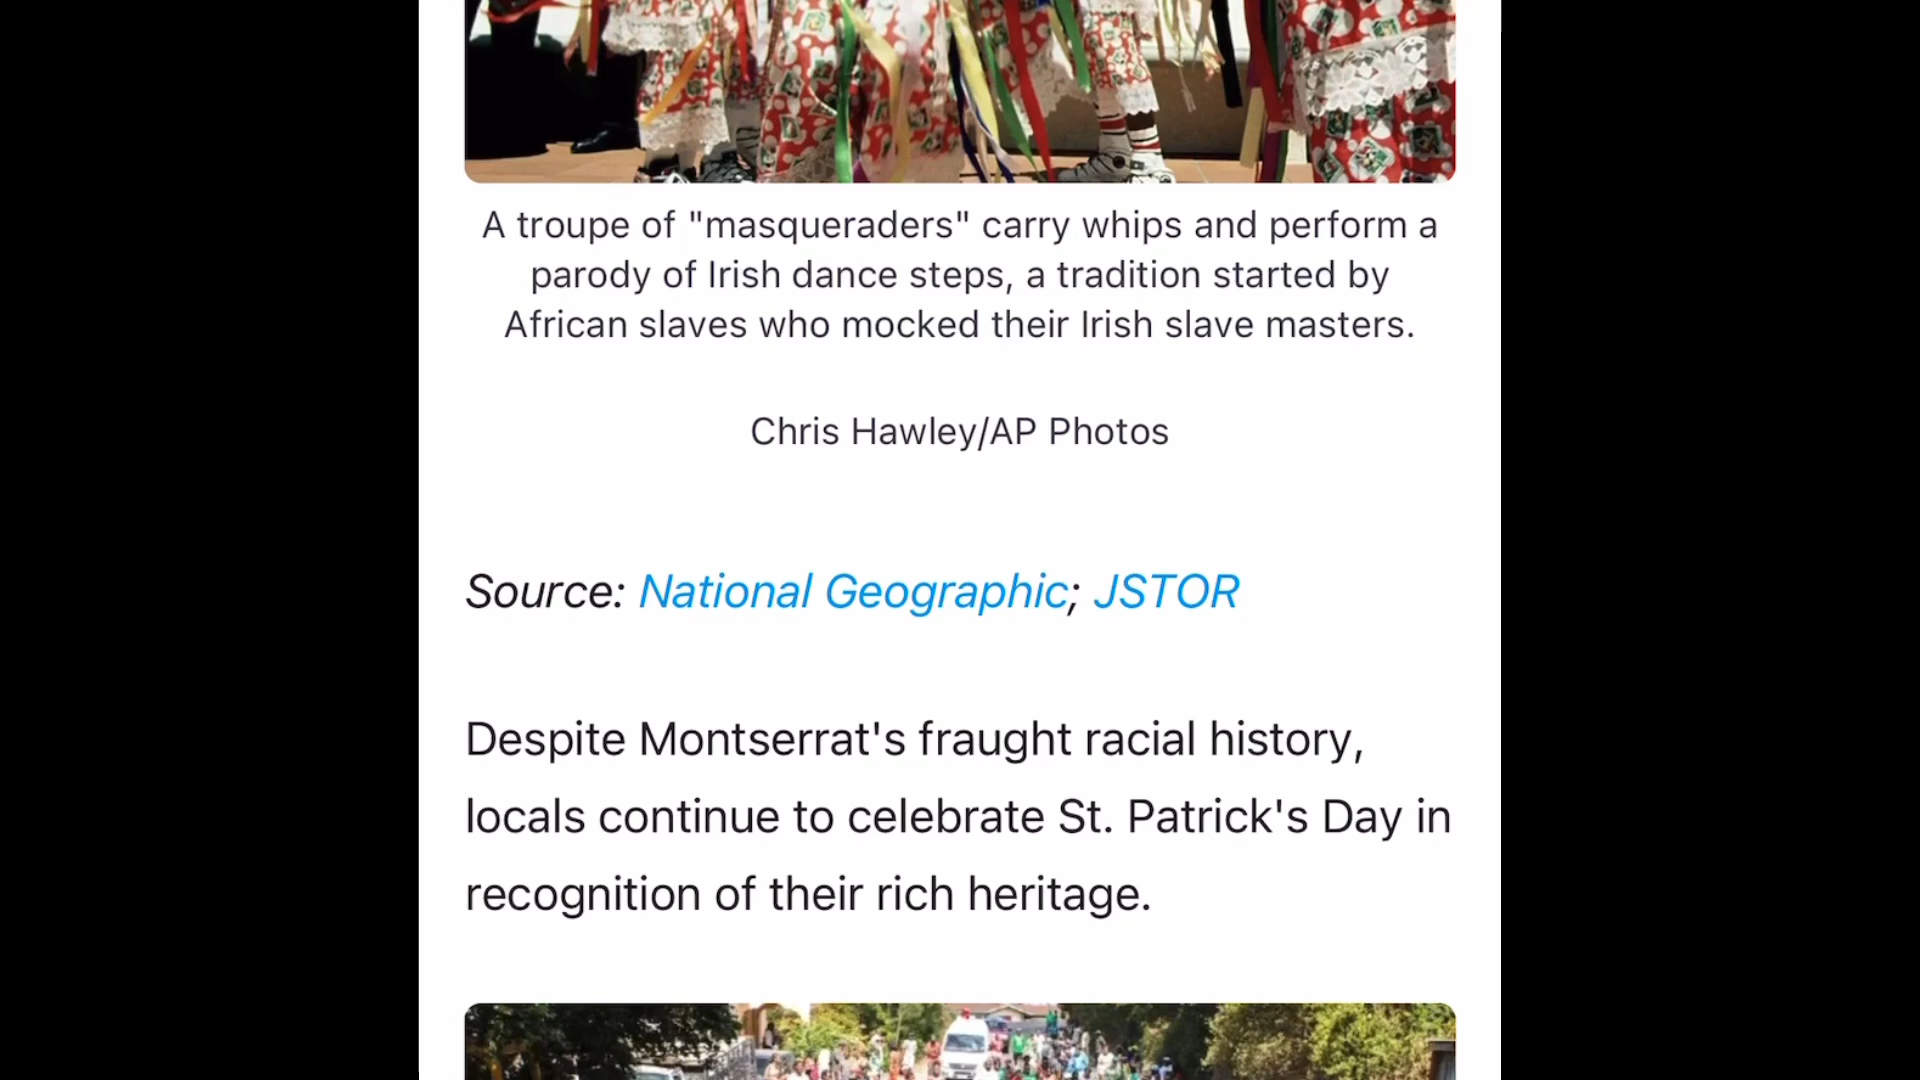 A troupe of "masqueraders" carry whips and perform a
parody of Irish dance steps, a tradition started by
African slaves who mocked their Irish slave masters.
Chris Hawley/AP Photos
Source: National Geographic; JSTOR
Despite Montserrat's fraught racial history,
locals continue to celebrate St. Patrick's Day in
recognition of their rich heritage.